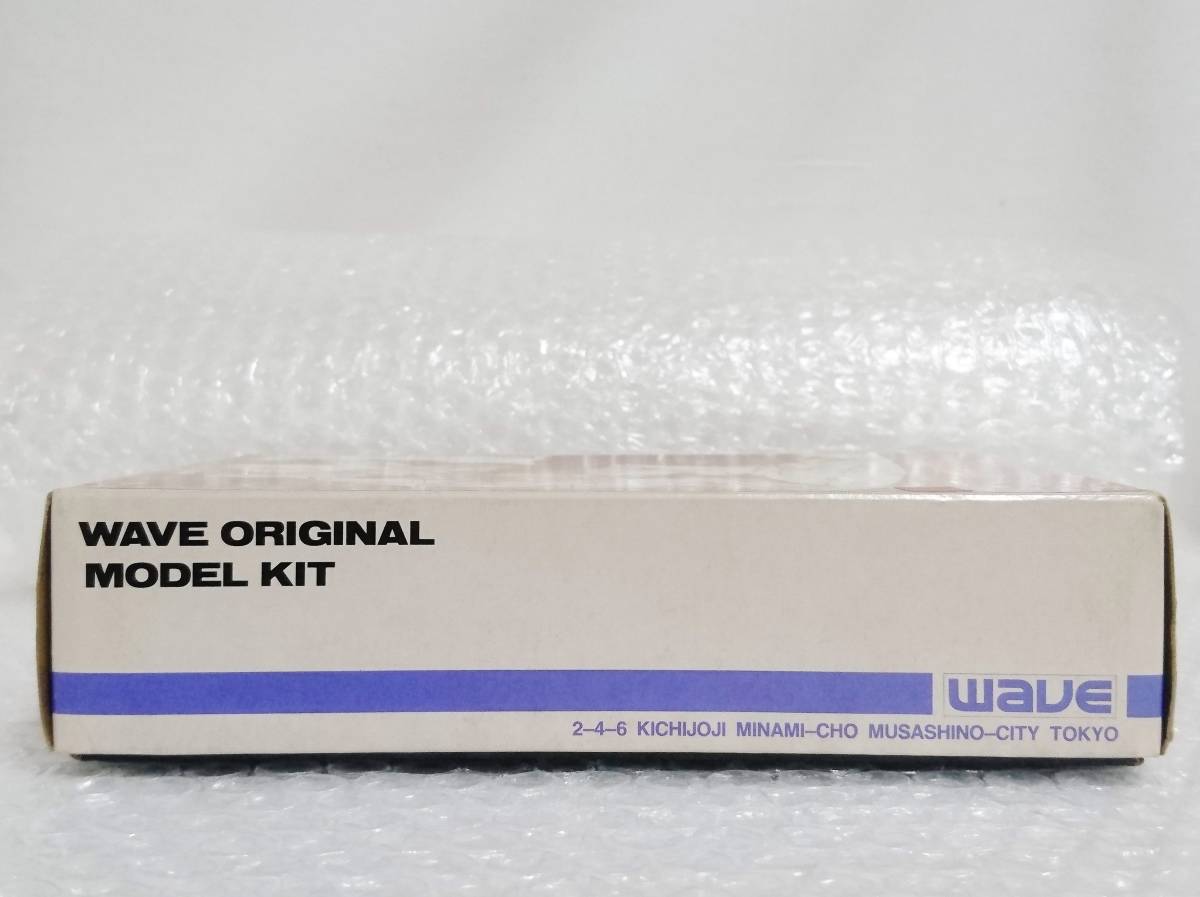 WAVE ORIGINAL
MODEL KIT
wave
2-4-6 KICHIJOJI MINAMI-CHO MUSASHINO-CITY TOKYO